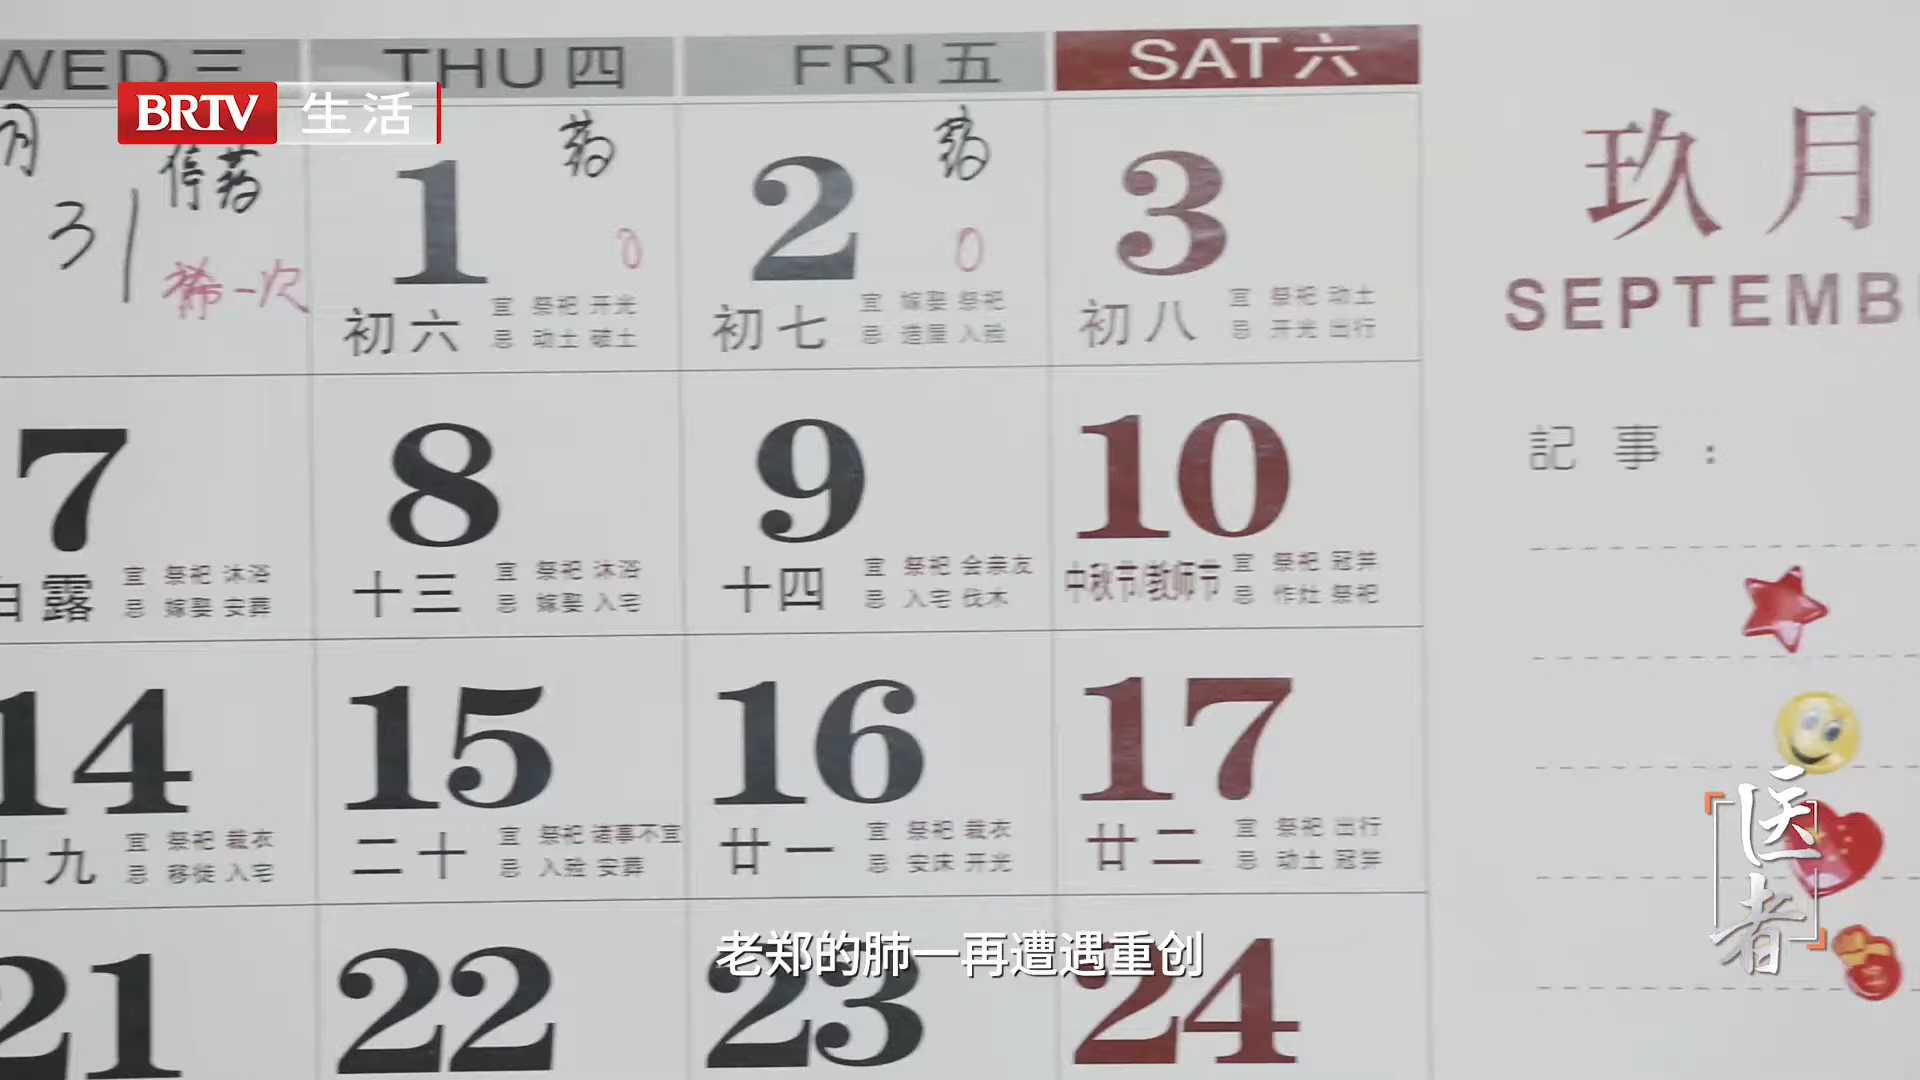 WED 三 THU 四 FRI 五 SAT 六
BRTV 生活
月
31 停药
稀一次
1 药
0
初六 宜 祭祀 开光
忌 动土 破土
2 药
0
初七 宜 嫁娶 祭祀
忌 造屋 入殓
3
初八 宜 祭祀 动土
忌 开光 出行
玖月
SEPTEMB
記事：
7
白露 宜 祭祀 沐浴
忌 嫁娶 安葬
8
十三 宜 祭祀 沐浴
忌 嫁娶 入宅
9
十四 宜 祭祀 会亲友
忌 入宅 伐木
10
中秋节/教师节 宜 祭祀 冠笄
忌 作灶 祭祀
14
十九 宜 祭祀 裁衣
忌 移徙 入宅
15
二十 宜 祭祀 诸事不宜
忌 入殓 安葬
16
廿一 宜 祭祀 裁衣
忌 安床 开光
17
廿二 宜 祭祀 出行
忌 动土 冠笄
21 22 23 24
医者
老郑的肺一再遭遇重创